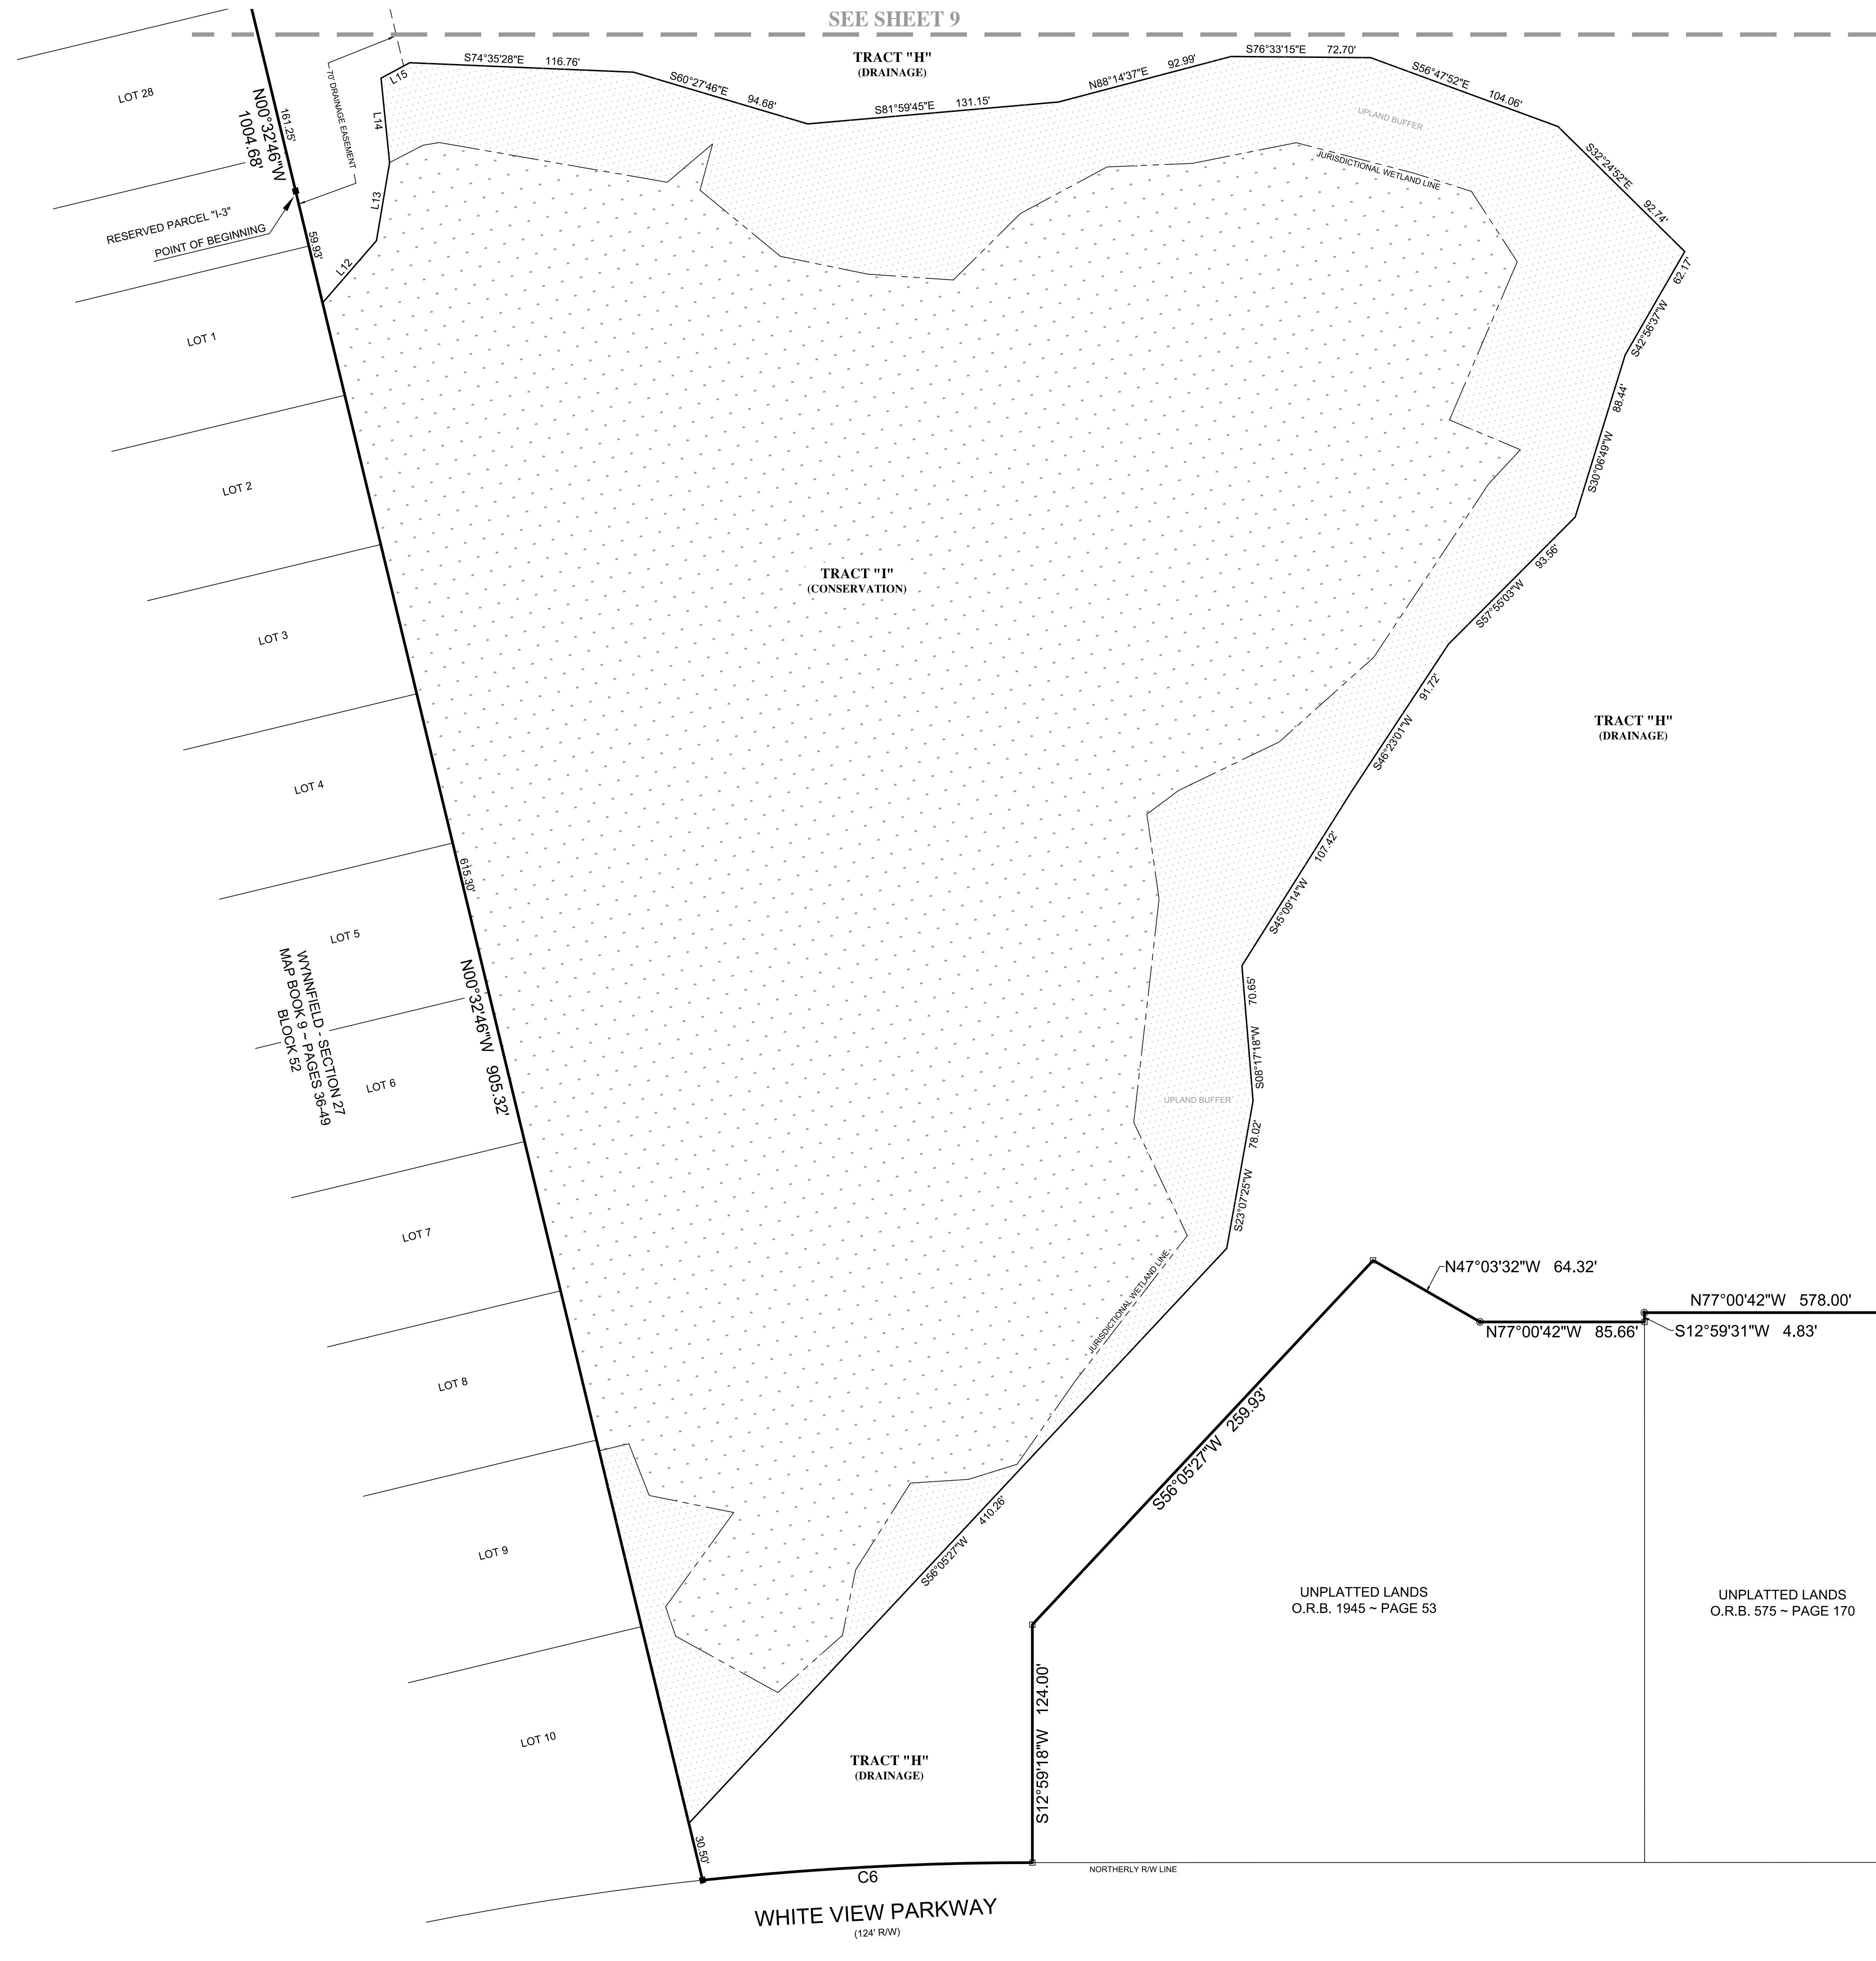 SEE SHEET 9
TRACT "H"
(DRAINAGE)
LOT 28
N00°32'46"W
1004.68'
161.25'
70' DRAINAGE EASEMENT
L15
L14
L13
L12
S74°35'28"E 116.76'
S60°27'46"E 94.68'
S81°59'45"E 131.15'
N88°14'37"E 92.99'
S76°33'15"E 72.70'
S56°47'52"E 104.06'
S32°24'52"E 92.74'
UPLAND BUFFER
JURISDICTIONAL WETLAND LINE
RESERVED PARCEL "I-3"
POINT OF BEGINNING
59.93'
S42°56'37"W 62.17'
S30°06'49"W 88.44'
S57°55'03"W 93.56'
S46°23'01"W 91.72'
S45°09'14"W 107.42'
S08°17'18"W 70.65'
S23°07'25"W 78.02'
LOT 1
LOT 2
LOT 3
LOT 4
LOT 5
LOT 6
LOT 7
LOT 8
LOT 9
LOT 10
TRACT "I"
(CONSERVATION)
TRACT "H"
(DRAINAGE)
615.30'
N00°32'46"W 905.32'
WYNNFIELD - SECTION 27
MAP BOOK 9 ~ PAGES 36-49
BLOCK 52
UPLAND BUFFER
JURISDICTIONAL WETLAND LINE
S56°05'27"W 410.26'
S56°05'27"W 259.93'
N47°03'32"W 64.32'
N77°00'42"W 85.66'
N77°00'42"W 578.00'
S12°59'31"W 4.83'
UNPLATTED LANDS
O.R.B. 1945 ~ PAGE 53
UNPLATTED LANDS
O.R.B. 575 ~ PAGE 170
S12°59'18"W 124.00'
TRACT "H"
(DRAINAGE)
30.50'
C6
NORTHERLY R/W LINE
WHITE VIEW PARKWAY
(124' R/W)